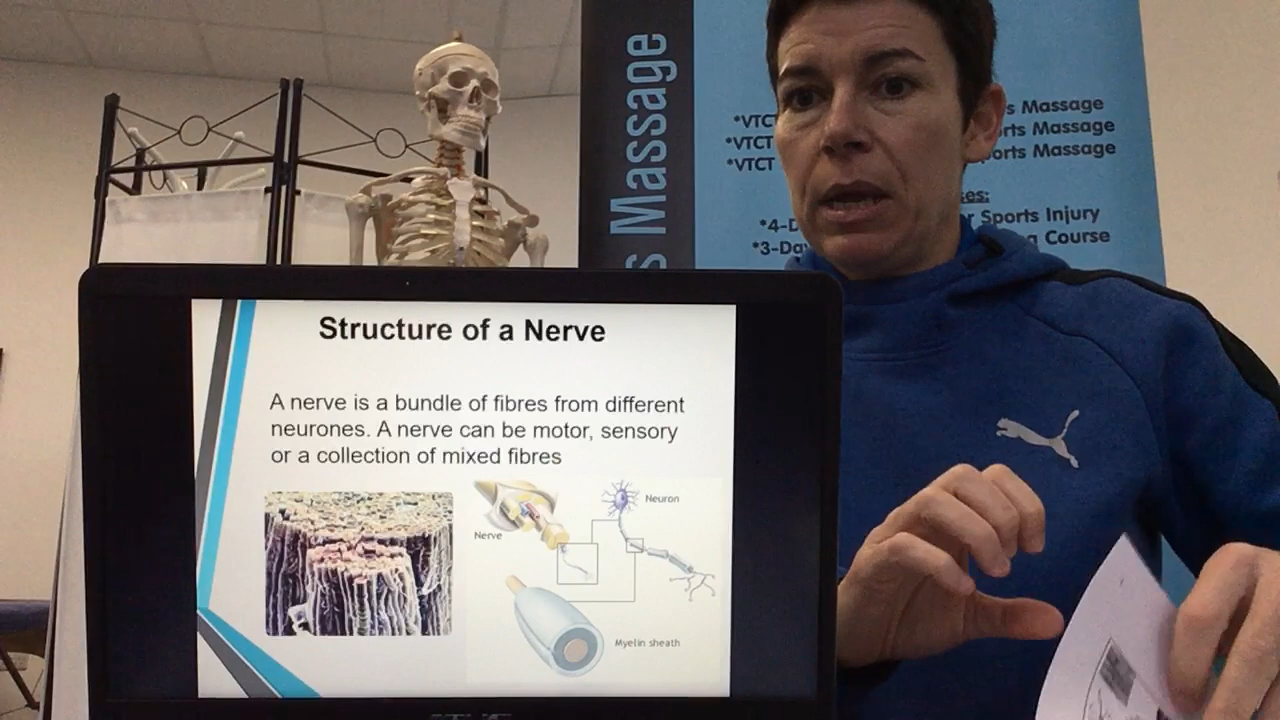 s Massage
*VTCT
s Massage
*VTCT
rts Massage
*VTCT
orts Massage
es:
*4-D
r Sports Injury
*3-Day
g Course
Structure of a Nerve
A nerve is a bundle of fibres from different
neurones. A nerve can be motor, sensory
or a collection of mixed fibres
Neuron
Nerve
Myelin sheath